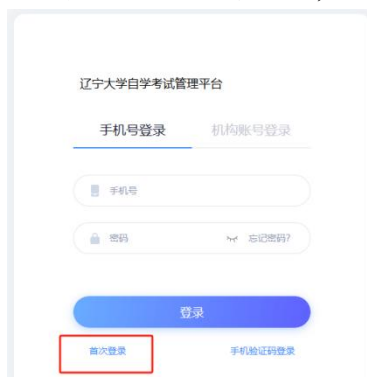 辽宁大学自学考试管理平台
手机号登录 机构账号登录
手机号
密码 忘记密码?
登录
首次登录 手机验证码登录